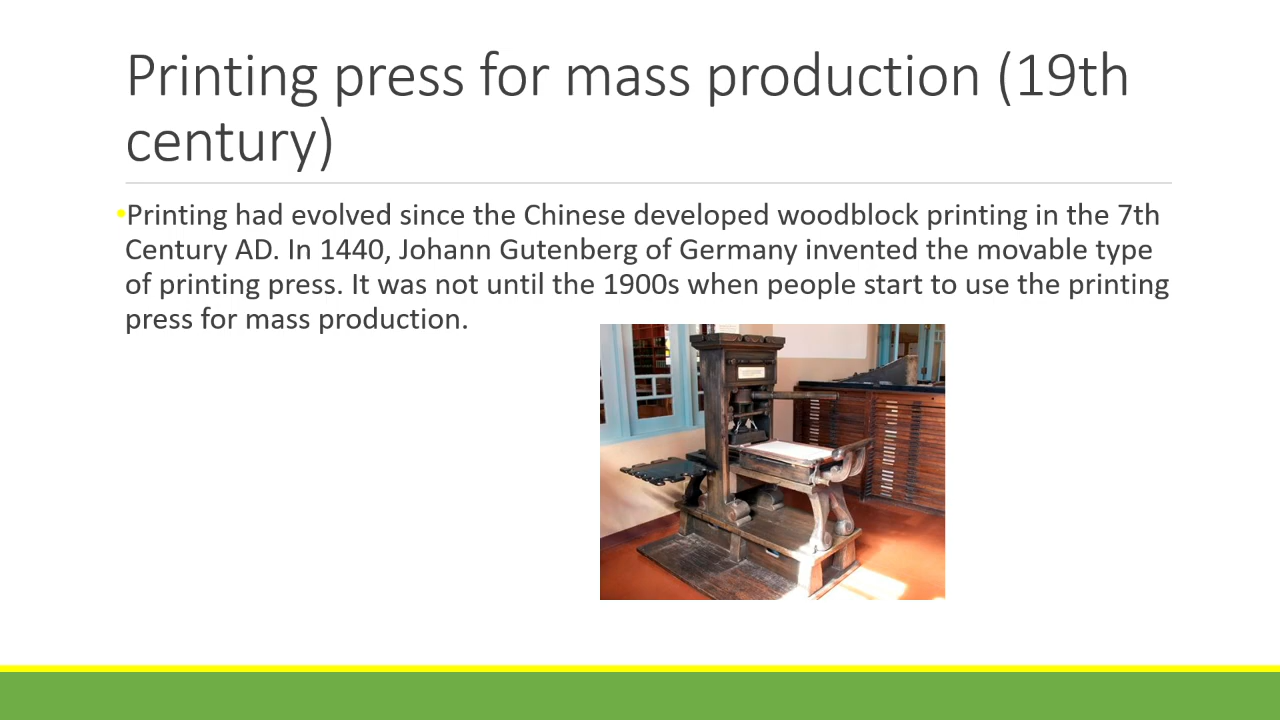 Printing press for mass production (19th
century)
•Printing had evolved since the Chinese developed woodblock printing in the 7th
Century AD. In 1440, Johann Gutenberg of Germany invented the movable type
of printing press. It was not until the 1900s when people start to use the printing
press for mass production.